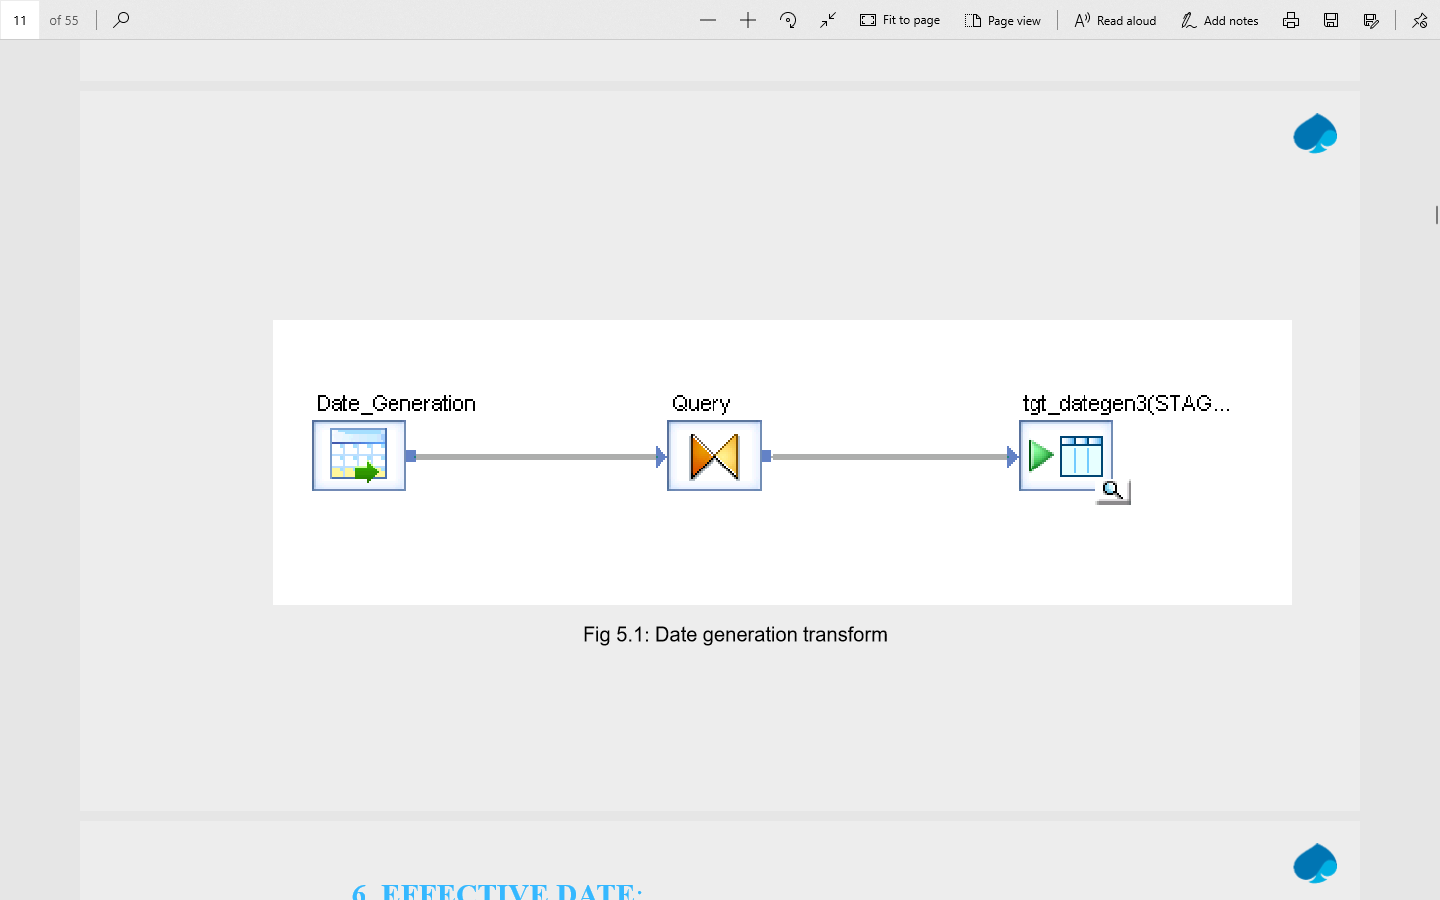 11 of 55 Fit to page Page view Read aloud Add notes
Date_Generation Query tgt_dategen3(STAG...
Fig 5.1: Date generation transform
6. EFFECTIVE DATE: